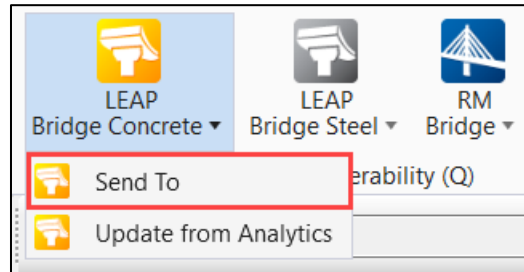 LEAP
Bridge Concrete
LEAP
Bridge Steel
RM
Bridge
Send To
erability (Q)
Update from Analytics